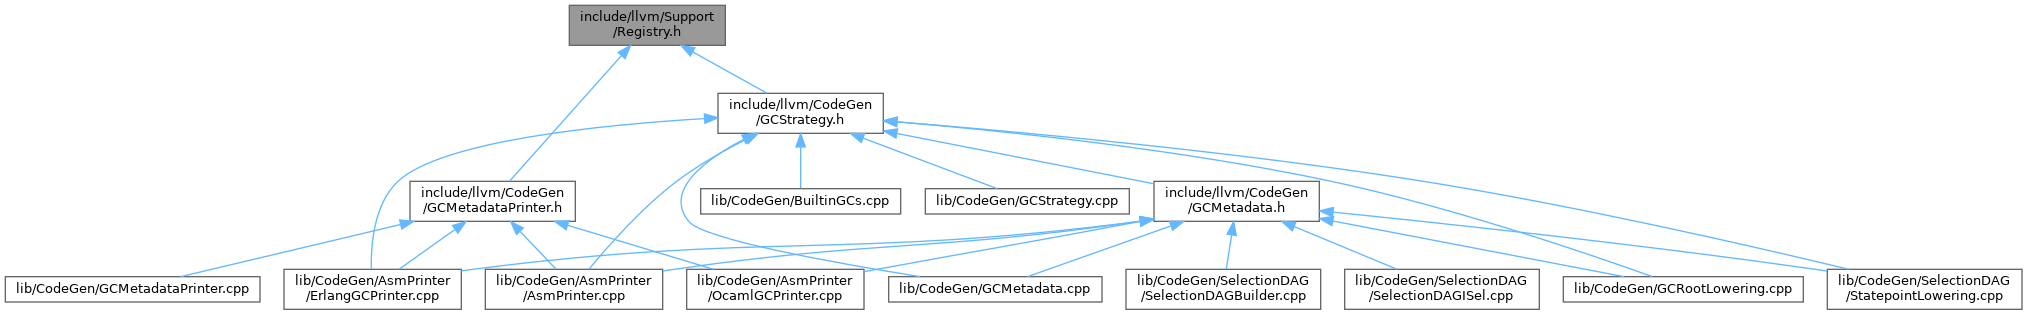 include/llvm/Support
/Registry.h
include/llvm/CodeGen
/GCStrategy.h
include/llvm/CodeGen
/GCMetadataPrinter.h
lib/CodeGen/BuiltinGCs.cpp
lib/CodeGen/GCStrategy.cpp
include/llvm/CodeGen
/GCMetadata.h
lib/CodeGen/GCMetadataPrinter.cpp
lib/CodeGen/AsmPrinter
/ErlangGCPrinter.cpp
lib/CodeGen/AsmPrinter
/AsmPrinter.cpp
lib/CodeGen/AsmPrinter
/OcamlGCPrinter.cpp
lib/CodeGen/GCMetadata.cpp
lib/CodeGen/SelectionDAG
/SelectionDAGBuilder.cpp
lib/CodeGen/SelectionDAG
/SelectionDAGISel.cpp
lib/CodeGen/GCRootLowering.cpp
lib/CodeGen/SelectionDAG
/StatepointLowering.cpp